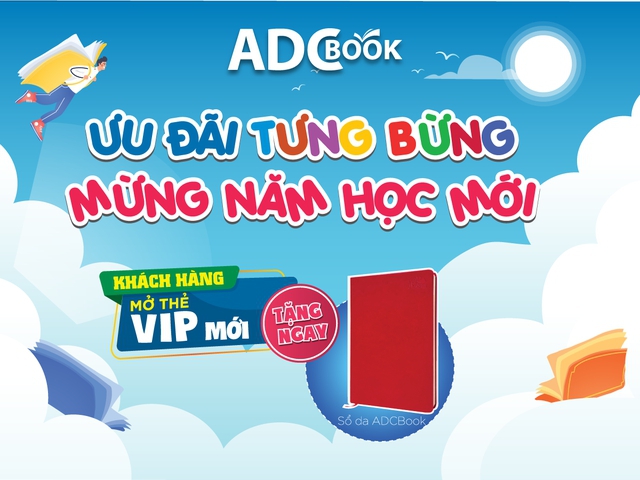 ADCBOOK
ƯU ĐÃI TƯNG BỪNG
MỪNG NĂM HỌC MỚI
KHÁCH HÀNG
MỞ THẺ
VIP MỚI
TẶNG
NGAY
Sổ da ADCBook